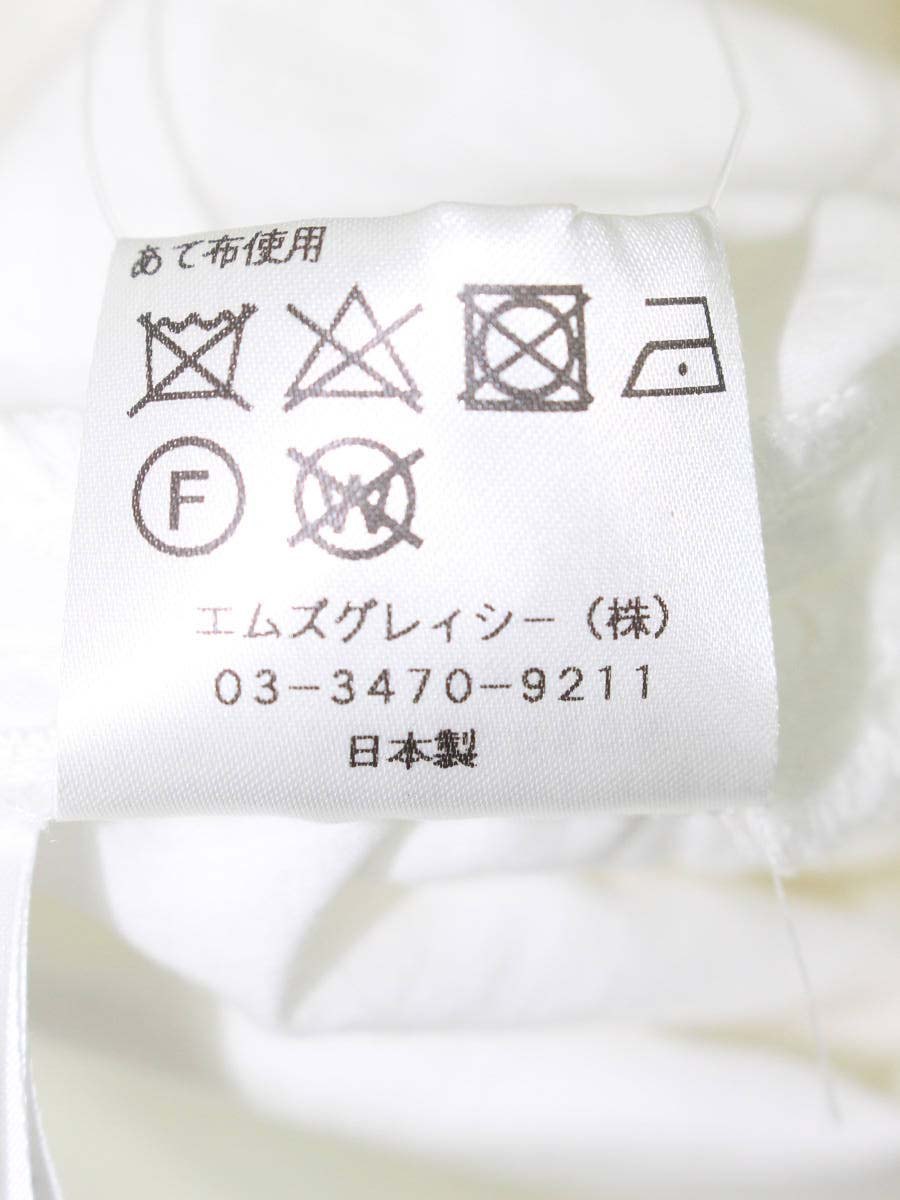 あて布使用
F
W
エムズグレイシー（株）
03-3470-9211
日本製